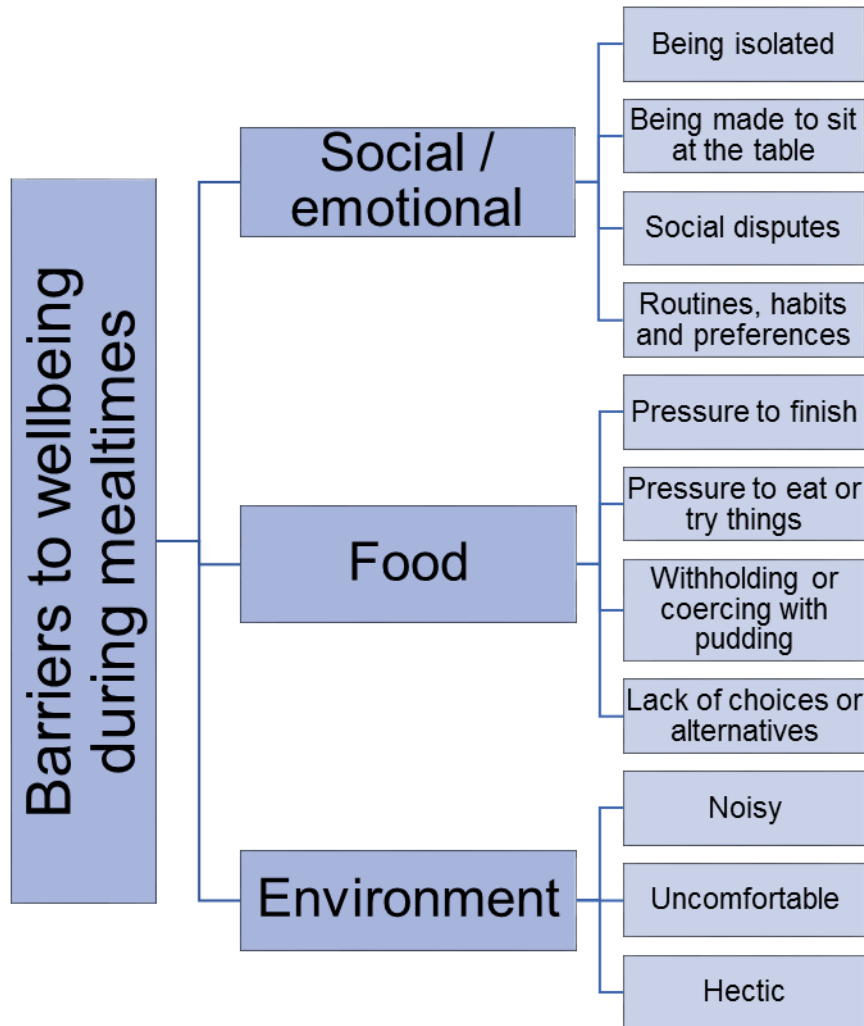 Barriers to wellbeing
during mealtimes
Social /
emotional
Being isolated
Being made to sit
at the table
Social disputes
Routines, habits
and preferences
Food
Pressure to finish
Pressure to eat or
try things
Withholding or
coercing with
pudding
Lack of choices or
alternatives
Environment
Noisy
Uncomfortable
Hectic